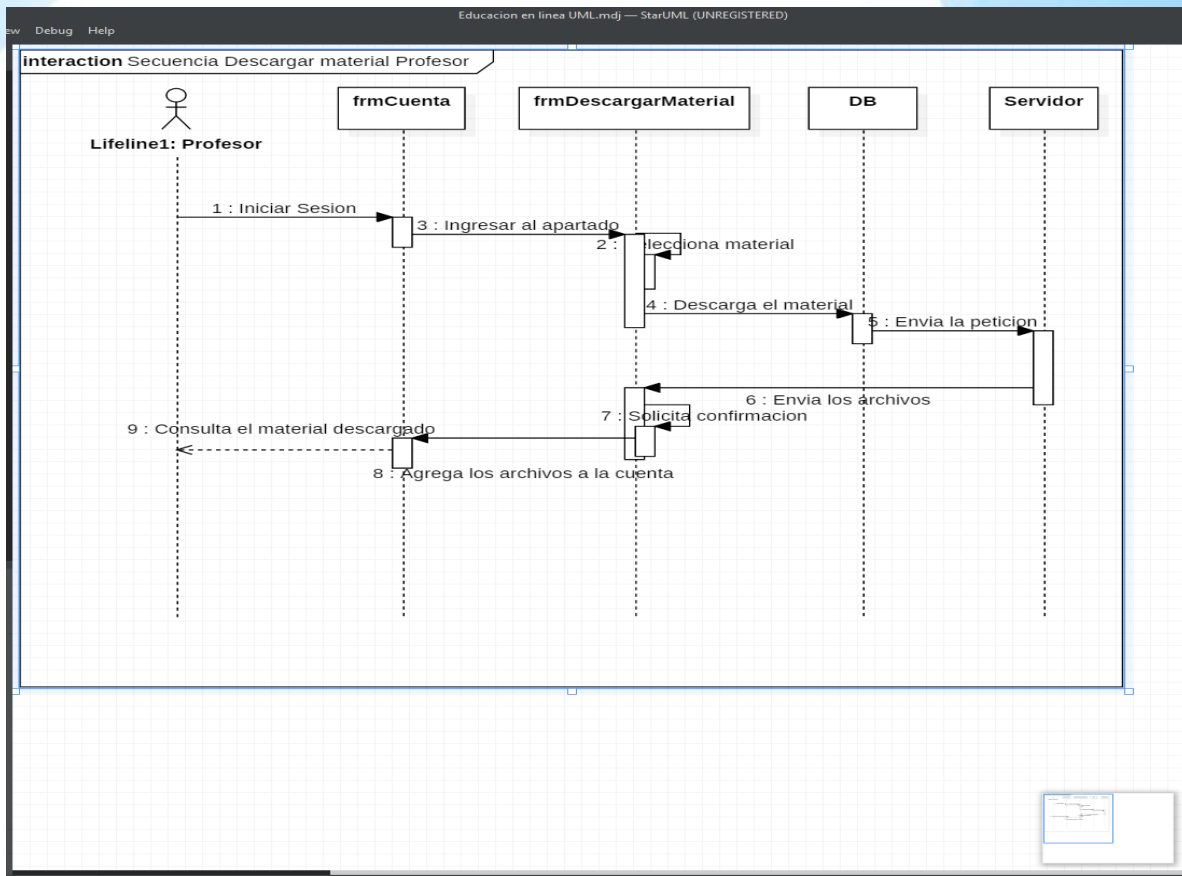 Educacion en linea UML.mdj — StarUML (UNREGISTERED)
ew Debug Help
interaction Secuencia Descargar material Profesor
frmCuenta
frmDescargarMaterial
DB
Servidor
Lifeline1: Profesor
1 : Iniciar Sesion
3 : Ingresar al apartado
2 : elecciona material
4 : Descarga el material
5 : Envia la peticion
6 : Envia los archivos
7 : Solicita confirmacion
9 : Consulta el material descargado
8 : Agrega los archivos a la cuenta